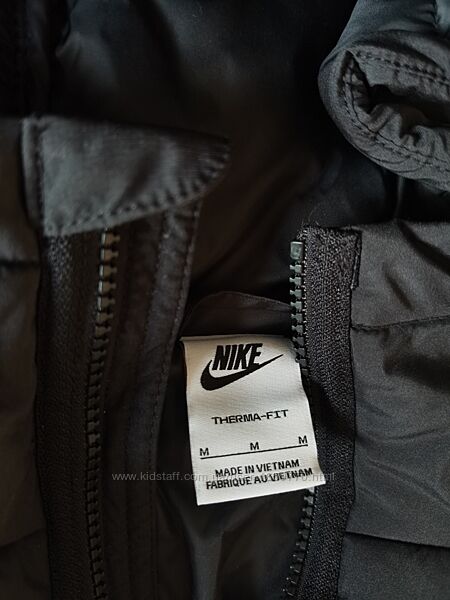 NIKE
THERMA-FIT
M M M
MADE IN VIETNAM
FABRIQUE AU VIETNAM